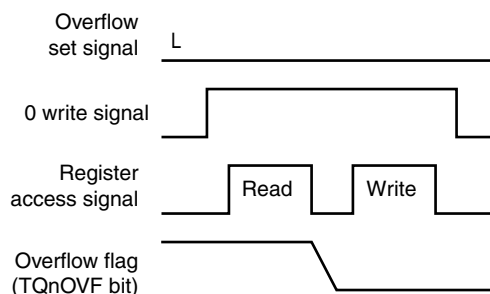 Overflow
set signal
L
0 write signal
Register
access signal
Read
Write
Overflow flag
(TQnOVF bit)